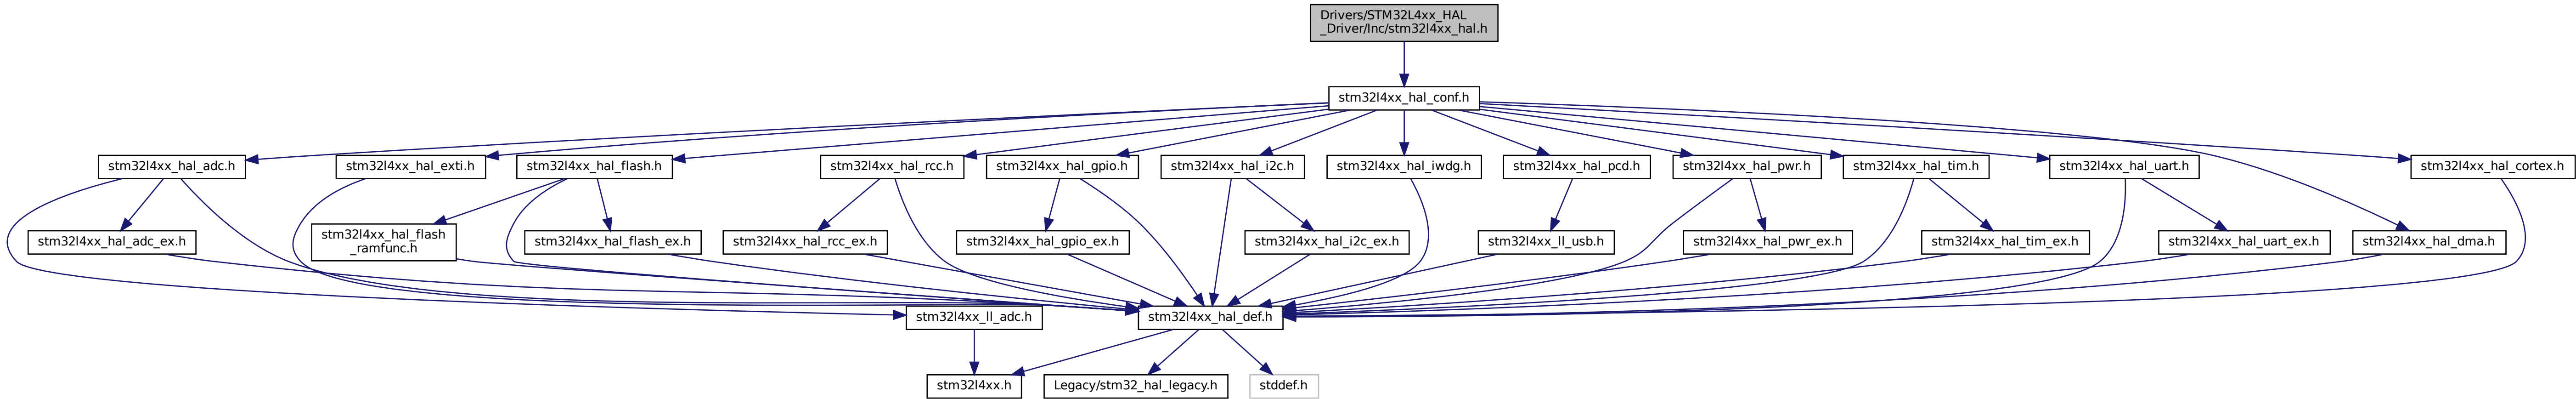 Drivers/STM32L4xx_HAL
_Driver/Inc/stm32l4xx_hal.h
stm32l4xx_hal_conf.h
stm32l4xx_hal_adc.h
stm32l4xx_hal_exti.h
stm32l4xx_hal_flash.h
stm32l4xx_hal_rcc.h
stm32l4xx_hal_gpio.h
stm32l4xx_hal_i2c.h
stm32l4xx_hal_iwdg.h
stm32l4xx_hal_pcd.h
stm32l4xx_hal_pwr.h
stm32l4xx_hal_tim.h
stm32l4xx_hal_uart.h
stm32l4xx_hal_cortex.h
stm32l4xx_hal_adc_ex.h
stm32l4xx_hal_flash
_ramfunc.h
stm32l4xx_hal_flash_ex.h
stm32l4xx_hal_rcc_ex.h
stm32l4xx_hal_gpio_ex.h
stm32l4xx_hal_i2c_ex.h
stm32l4xx_ll_usb.h
stm32l4xx_hal_pwr_ex.h
stm32l4xx_hal_tim_ex.h
stm32l4xx_hal_uart_ex.h
stm32l4xx_hal_dma.h
stm32l4xx_ll_adc.h
stm32l4xx_hal_def.h
stm32l4xx.h
Legacy/stm32_hal_legacy.h
stddef.h